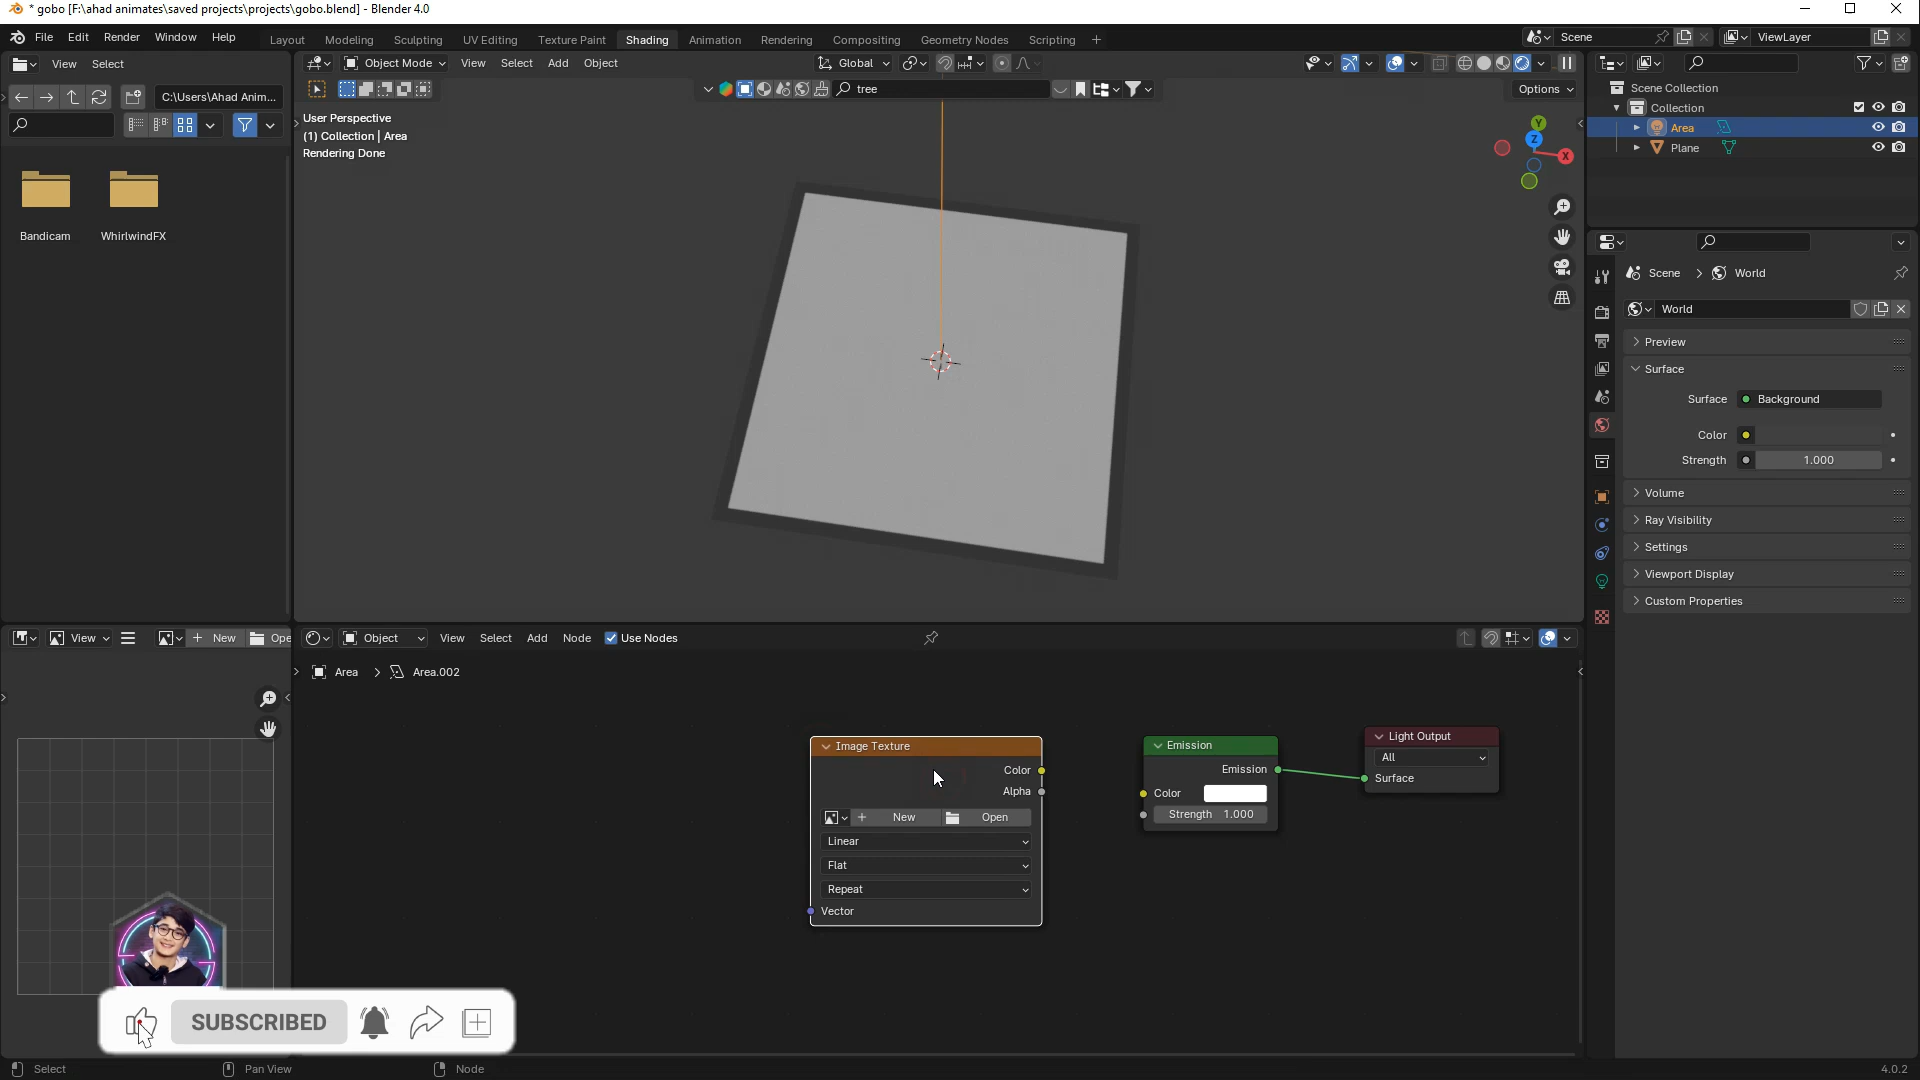 * gobo [F:\ahad animates\saved projects\projects\gobo.blend] - Blender 4.0
File Edit Render Window Help
Layout Modeling Sculpting UV Editing Texture Paint Shading Animation Rendering Compositing Geometry Nodes Scripting +
Scene ViewLayer
View Select
Object Mode View Select Add Object Global
C:\Users\Ahad Anim...
tree Options
User Perspective
(1) Collection | Area
Rendering Done
Y
Z
X
Bandicam WhirlwindFX
Scene Collection
Collection
Area
Plane
Scene > World
World
Preview
Surface
Surface Background
Color
Strength 1.000
Volume
Ray Visibility
Settings
Viewport Display
Custom Properties
View + New Ope
Object View Select Add Node Use Nodes
Area > Area.002
Image Texture
Color
Alpha
+ New Open
Linear
Flat
Repeat
Vector
Emission
Emission
Color
Strength 1.000
Light Output
All
Surface
SUBSCRIBED
Select Pan View Node 4.0.2